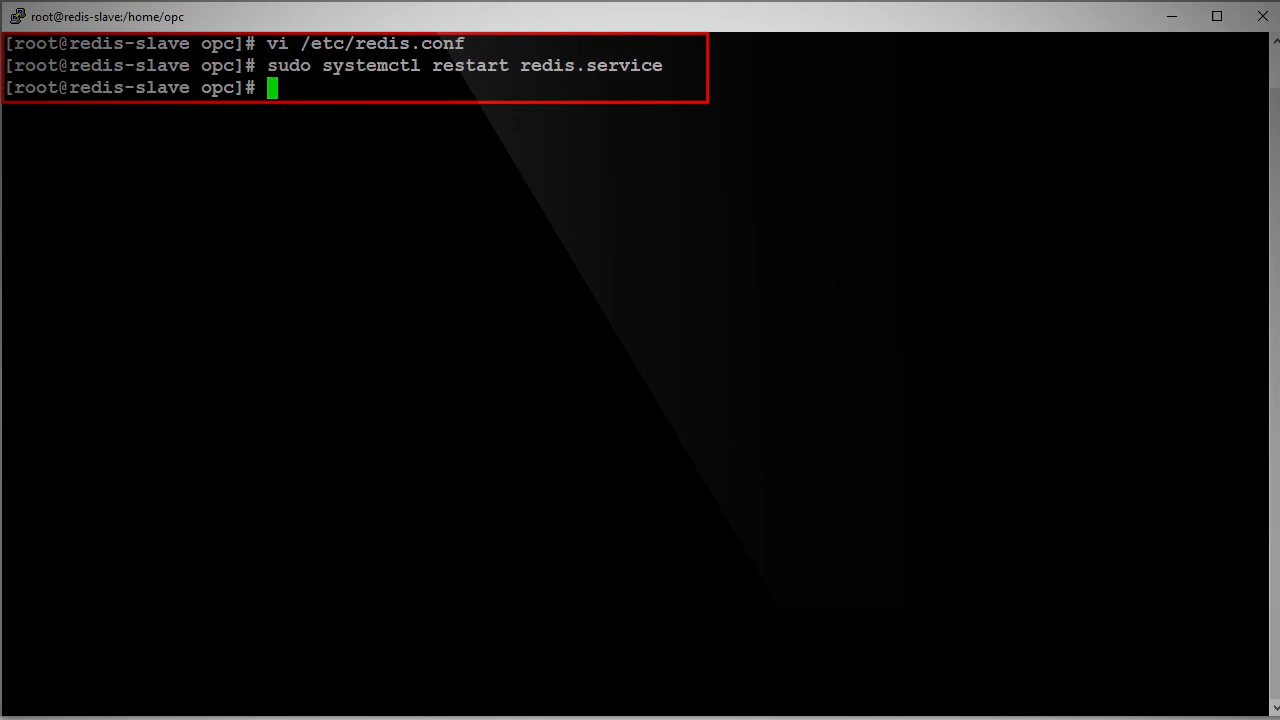 root@redis-slave:/home/opc
[root@redis-slave opc]# vi /etc/redis.conf
[root@redis-slave opc]# sudo systemctl restart redis.service
[root@redis-slave opc]#